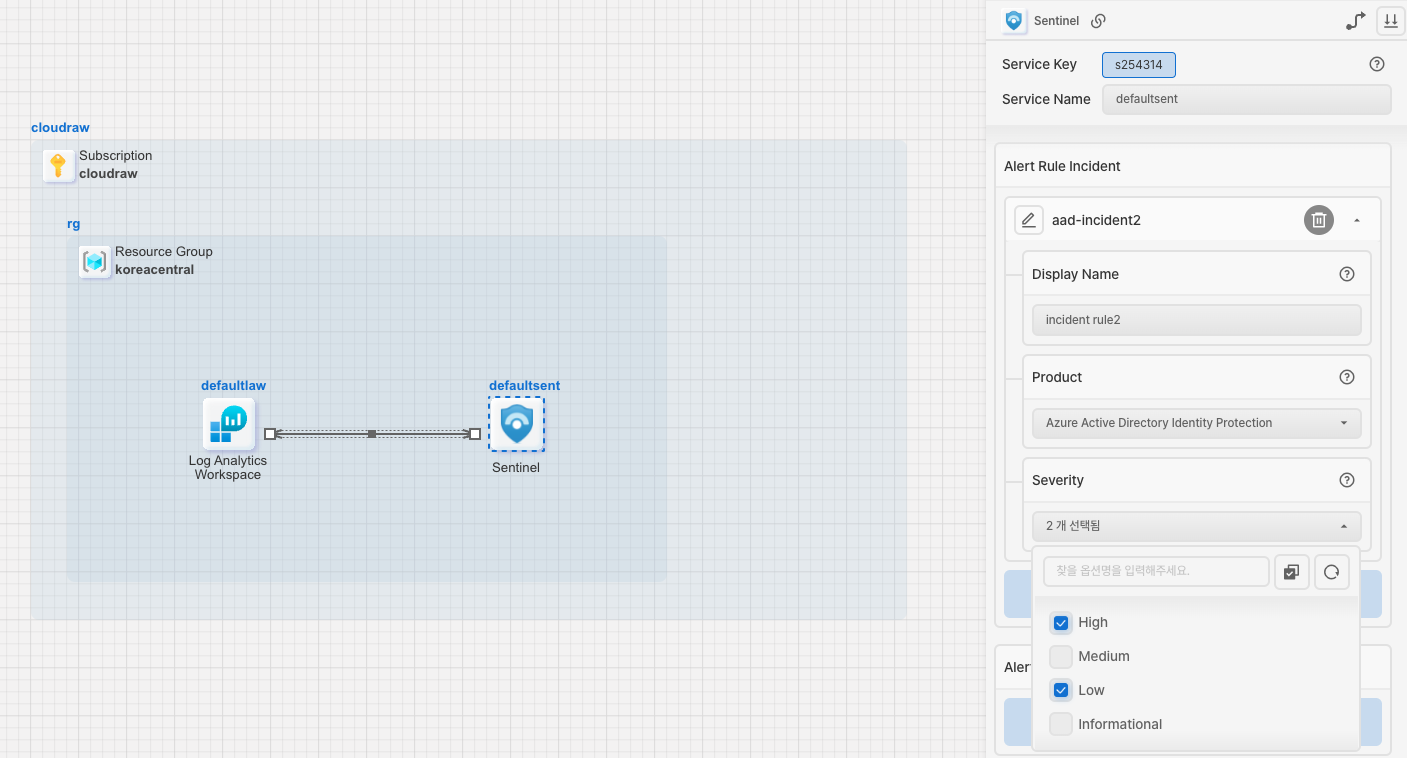 cloudraw
Subscription
cloudraw
rg
Resource Group
koreacentral
defaultlaw
Log Analytics
Workspace
defaultsent
Sentinel
Sentinel
Service Key
s254314
Service Name
defaultsent
Alert Rule Incident
aad-incident2
Display Name
incident rule2
Product
Azure Active Directory Identity Protection
Severity
2 개 선택됨
찾을 옵션명을 입력해주세요.
High
Medium
Low
Informational